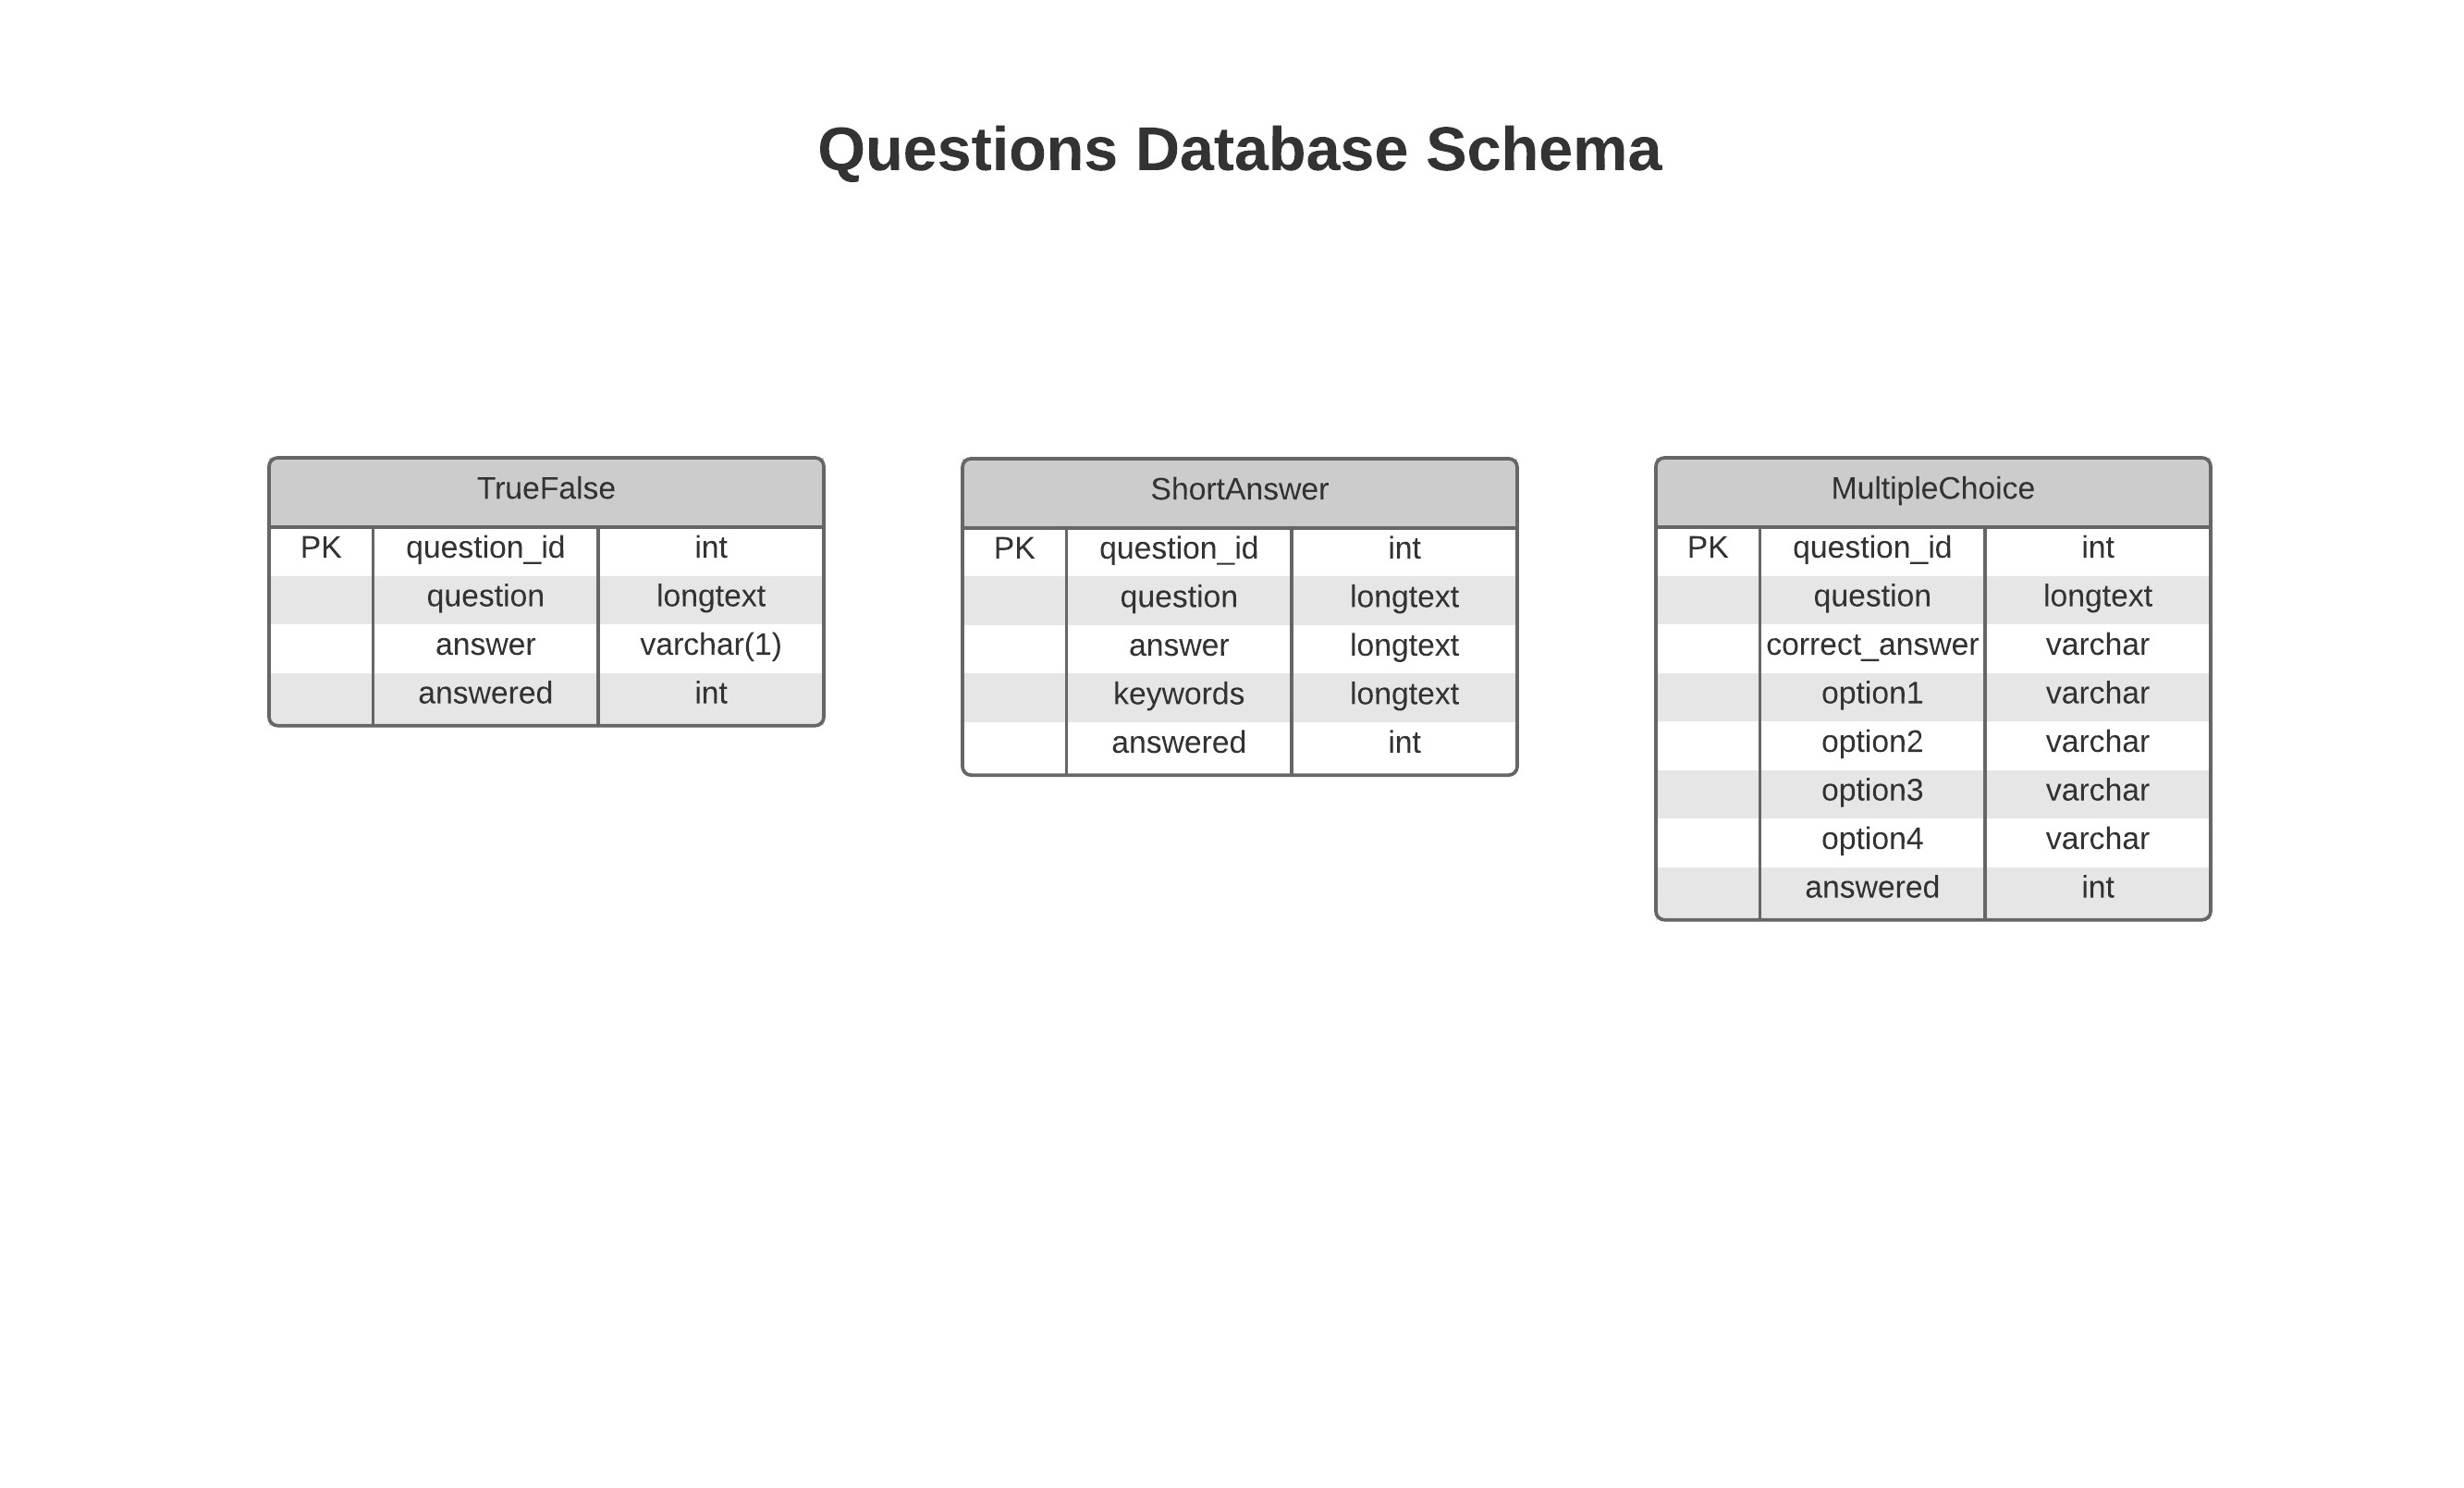 Questions Database Schema
TrueFalse
PK question_id int
question longtext
answer varchar(1)
answered int
ShortAnswer
PK question_id int
question longtext
answer longtext
keywords longtext
answered int
MultipleChoice
PK question_id int
question longtext
correct_answer varchar
option1 varchar
option2 varchar
option3 varchar
option4 varchar
answered int